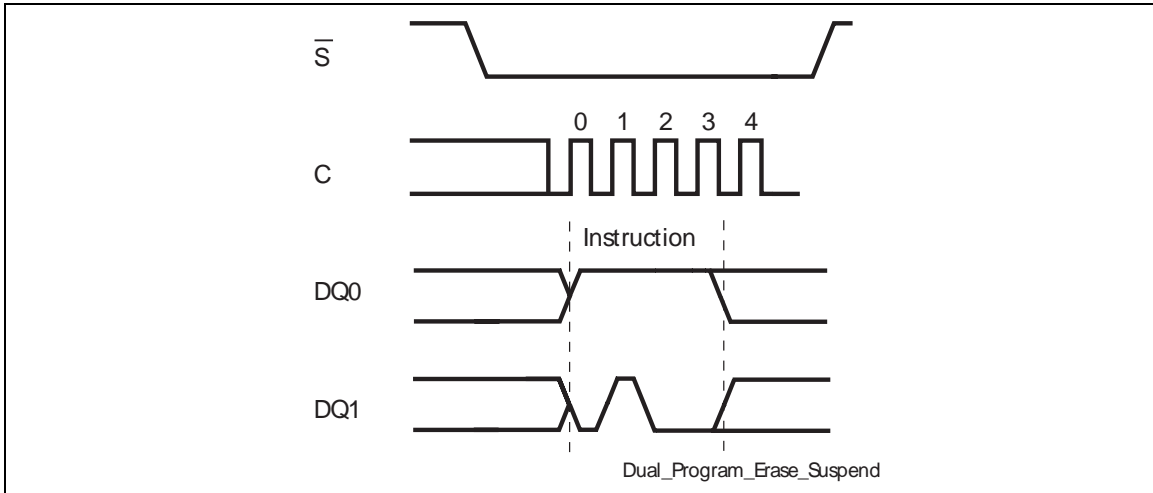 S
0 1 2 3 4
C
Instruction
DQ0
DQ1
Dual_Program_Erase_Suspend